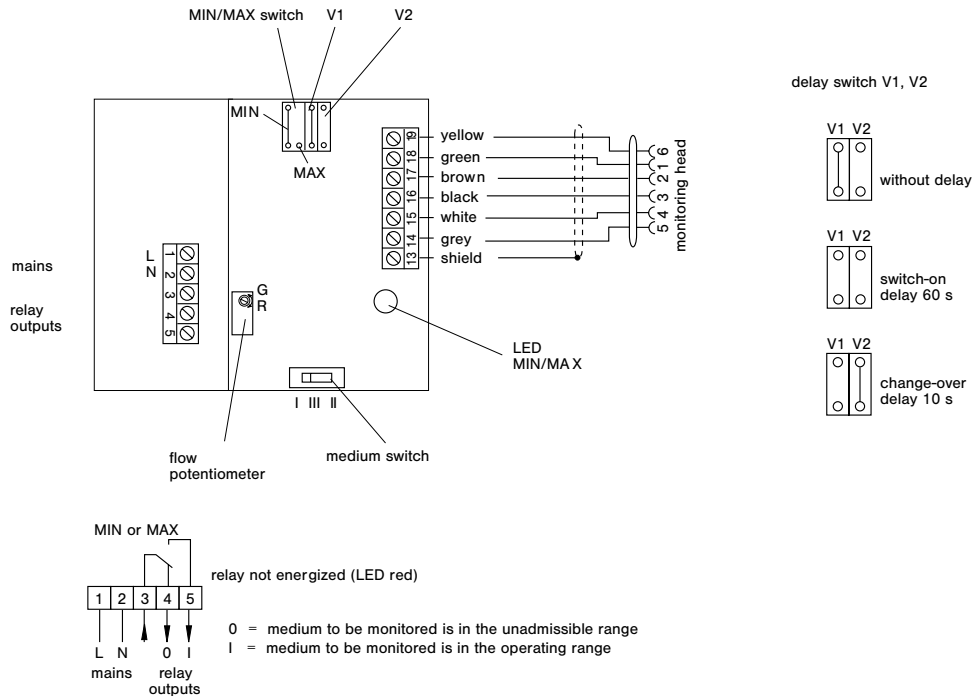 MIN/MAX switch V1 V2
delay switch V1, V2
MIN
MAX
V1 V2
without delay
V1 V2
switch-on
delay 60 s
V1 V2
change-over
delay 10 s
19 yellow
18 green
17 brown
16 black
15 white
14 grey
13 shield
6
1
2
3
4
5
monitoring head
mains
relay
outputs
L 1
N 2
3
4
5
G
R
LED
MIN/MAX
I III II
flow
potentiometer
medium switch
MIN or MAX
relay not energized (LED red)
1 2 3 4 5
L N 0 I
mains relay
outputs
0 = medium to be monitored is in the unadmissible range
I = medium to be monitored is in the operating range